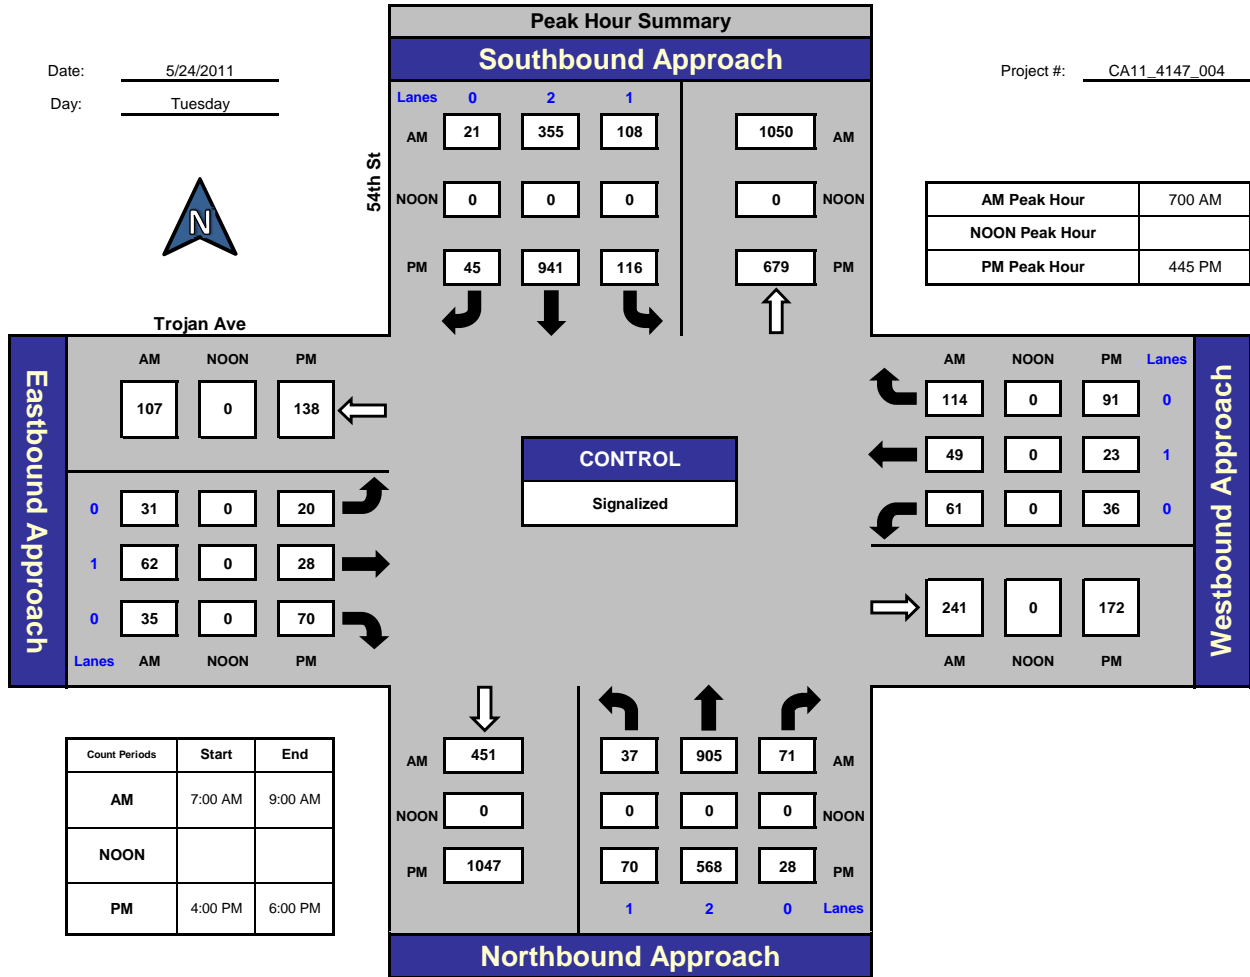 Peak Hour Summary
Southbound Approach
Date: 5/24/2011
Project #: CA11_4147_004
Day: Tuesday
Lanes 0 2 1
AM 21 355 108 1050 AM
54th St
N
NOON 0 0 0 0 NOON
AM Peak Hour 700 AM
NOON Peak Hour
PM Peak Hour 445 PM
PM 45 941 116 679 PM
Trojan Ave
Eastbound Approach
AM NOON PM
107 0 138
0 31 0 20
1 62 0 28
0 35 0 70
Lanes AM NOON PM
CONTROL
Signalized
AM NOON PM Lanes
114 0 91 0
49 0 23 1
61 0 36 0
241 0 172
AM NOON PM
Westbound Approach
Count Periods Start End
AM 7:00 AM 9:00 AM
NOON
PM 4:00 PM 6:00 PM
AM 451 37 905 71 AM
NOON 0 0 0 0 NOON
PM 1047 70 568 28 PM
1 2 0 Lanes
Northbound Approach